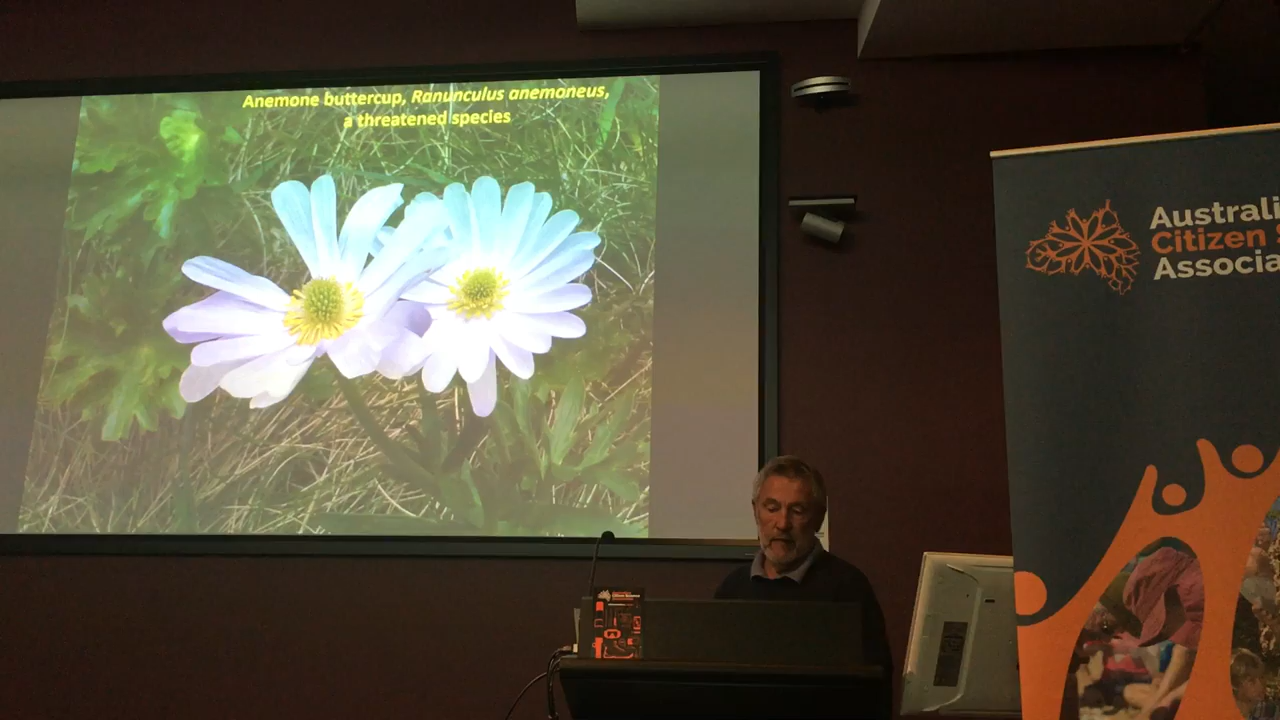 Anemone buttercup, Ranunculus anemoneus,
a threatened species
Australi
Citizen
Associa